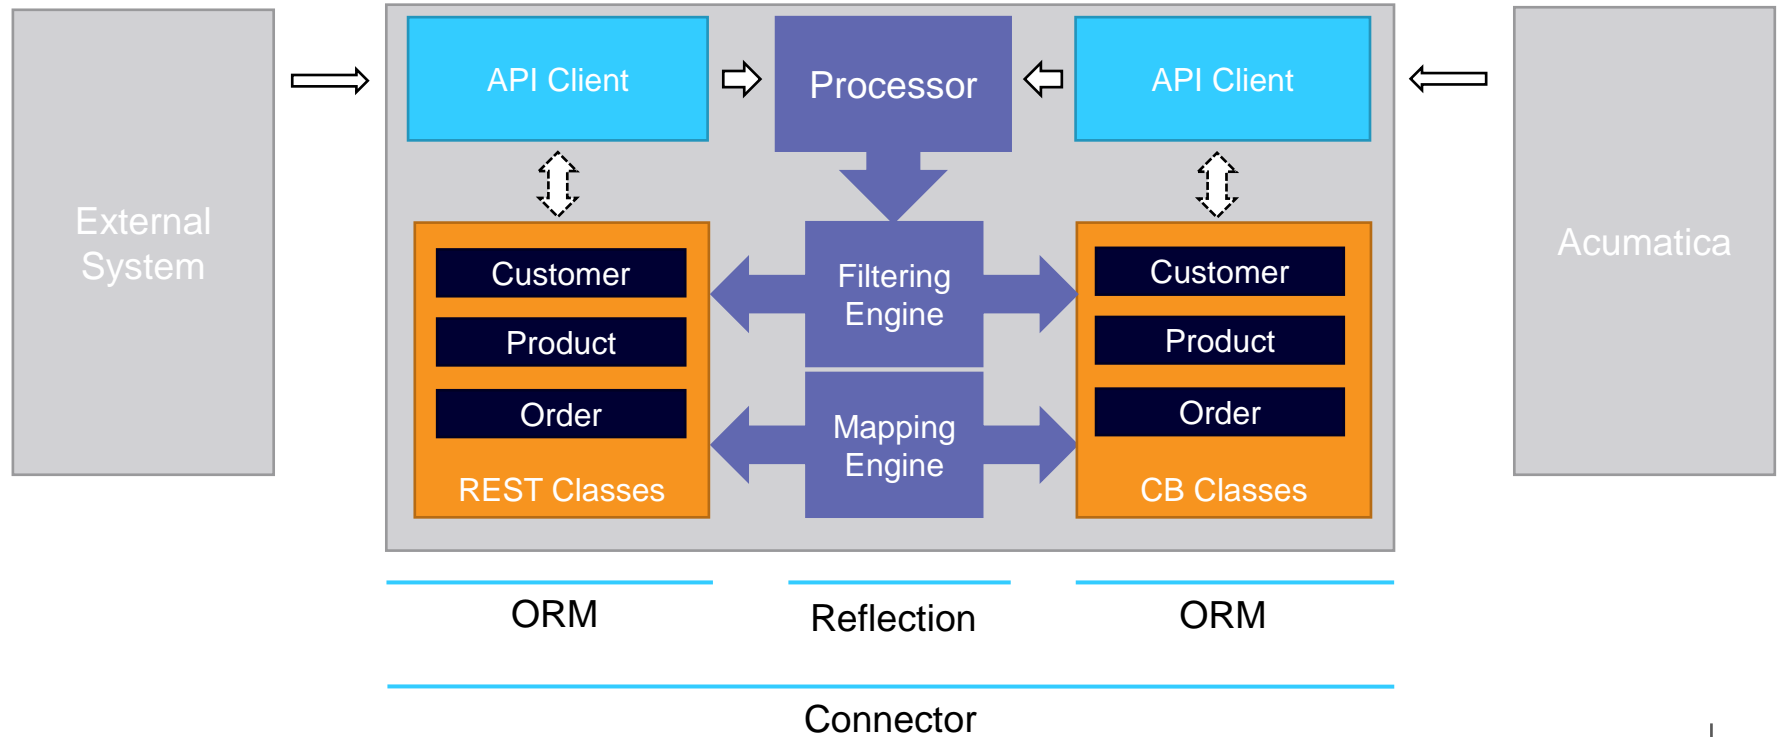 External
System
API Client
Processor
API Client
Acumatica
Customer
Product
Order
REST Classes
Filtering
Engine
Mapping
Engine
Customer
Product
Order
CB Classes
ORM
Reflection
ORM
Connector